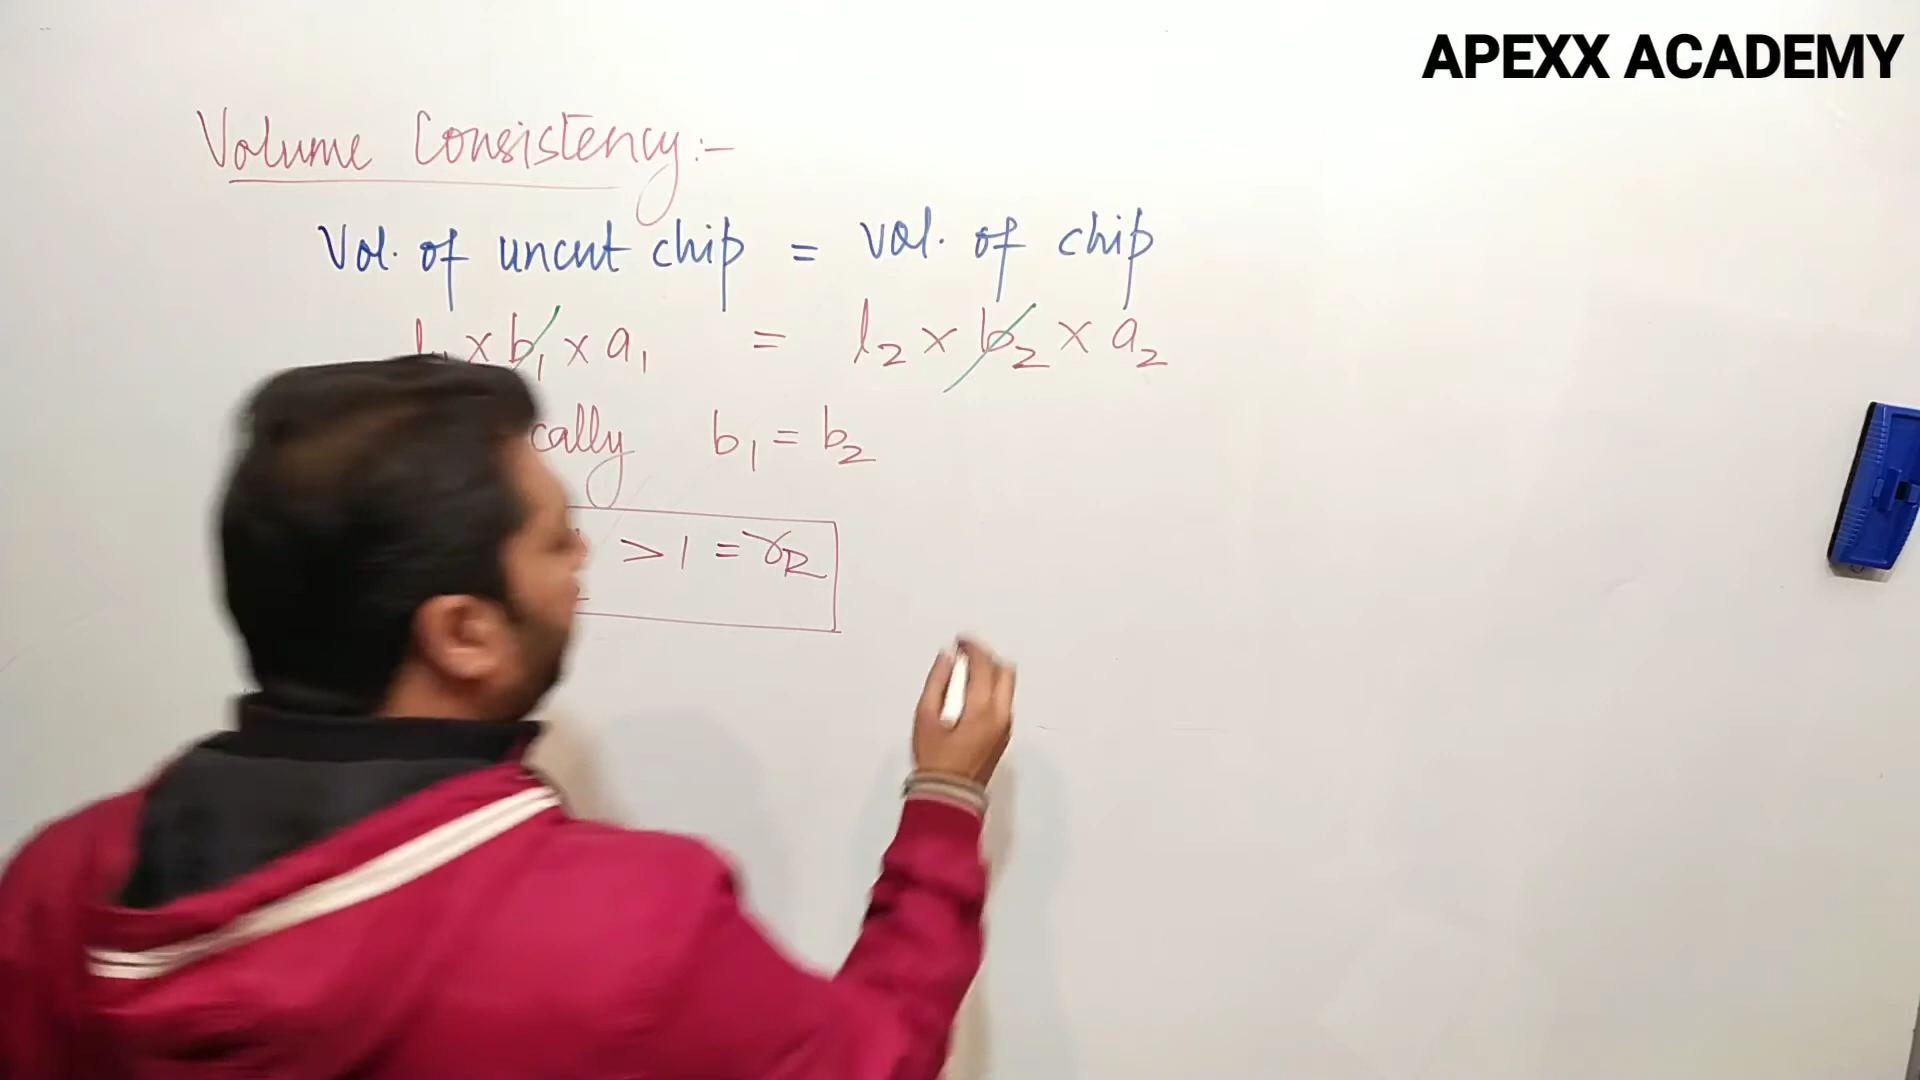 APEXX ACADEMY
Volume Consistency:-
Vol. of uncut chip = vol. of chip
l₁ × b₁ × a₁ = l₂ × b₂ × a₂
cally b₁ = b₂
> 1 = γR